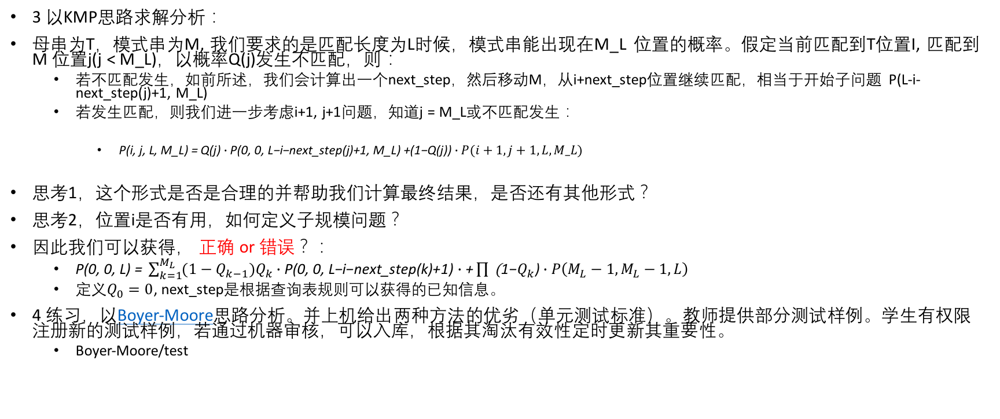 • 3 以KMP思路求解分析：
• 母串为T，模式串为M, 我们要求的是匹配长度为L时候，模式串能出现在M_L 位置的概率。假定当前匹配到T位置I, 匹配到
M 位置j(j < M_L)，以概率Q(j)发生不匹配，则：
• 若不匹配发生，如前所述，我们会计算出一个next_step，然后移动M，从i+next_step位置继续匹配，相当于开始子问题 P(L-i-
next_step(j)+1, M_L)
• 若发生匹配，则我们进一步考虑i+1, j+1问题，知道j = M_L或不匹配发生：
• P(i, j, L, M_L) = Q(j) · P(0, 0, L−i−next_step(j)+1, M_L) +(1−Q(j)) · P(i + 1, j + 1, L, M_L)
• 思考1，这个形式是否是合理的并帮助我们计算最终结果，是否还有其他形式？
• 思考2，位置i是否有用，如何定义子规模问题？
• 因此我们可以获得， 正确 or 错误？：
• P(0, 0, L) = ∑_{k=1}^{M_L}(1 − Q_{k−1})Q_k · P(0, 0, L−i−next_step(k)+1) · + ∏ (1−Q_k) · P(M_L − 1, M_L − 1, L)
• 定义Q_0 = 0, next_step是根据查询表规则可以获得的已知信息。
• 4 练习，以Boyer-Moore思路分析。并上机给出两种方法的优劣（单元测试标准）。教师提供部分测试样例。学生有权限
注册新的测试样例，若通过机器审核，可以入库，根据其淘汰有效性定时更新其重要性。
• Boyer-Moore/test